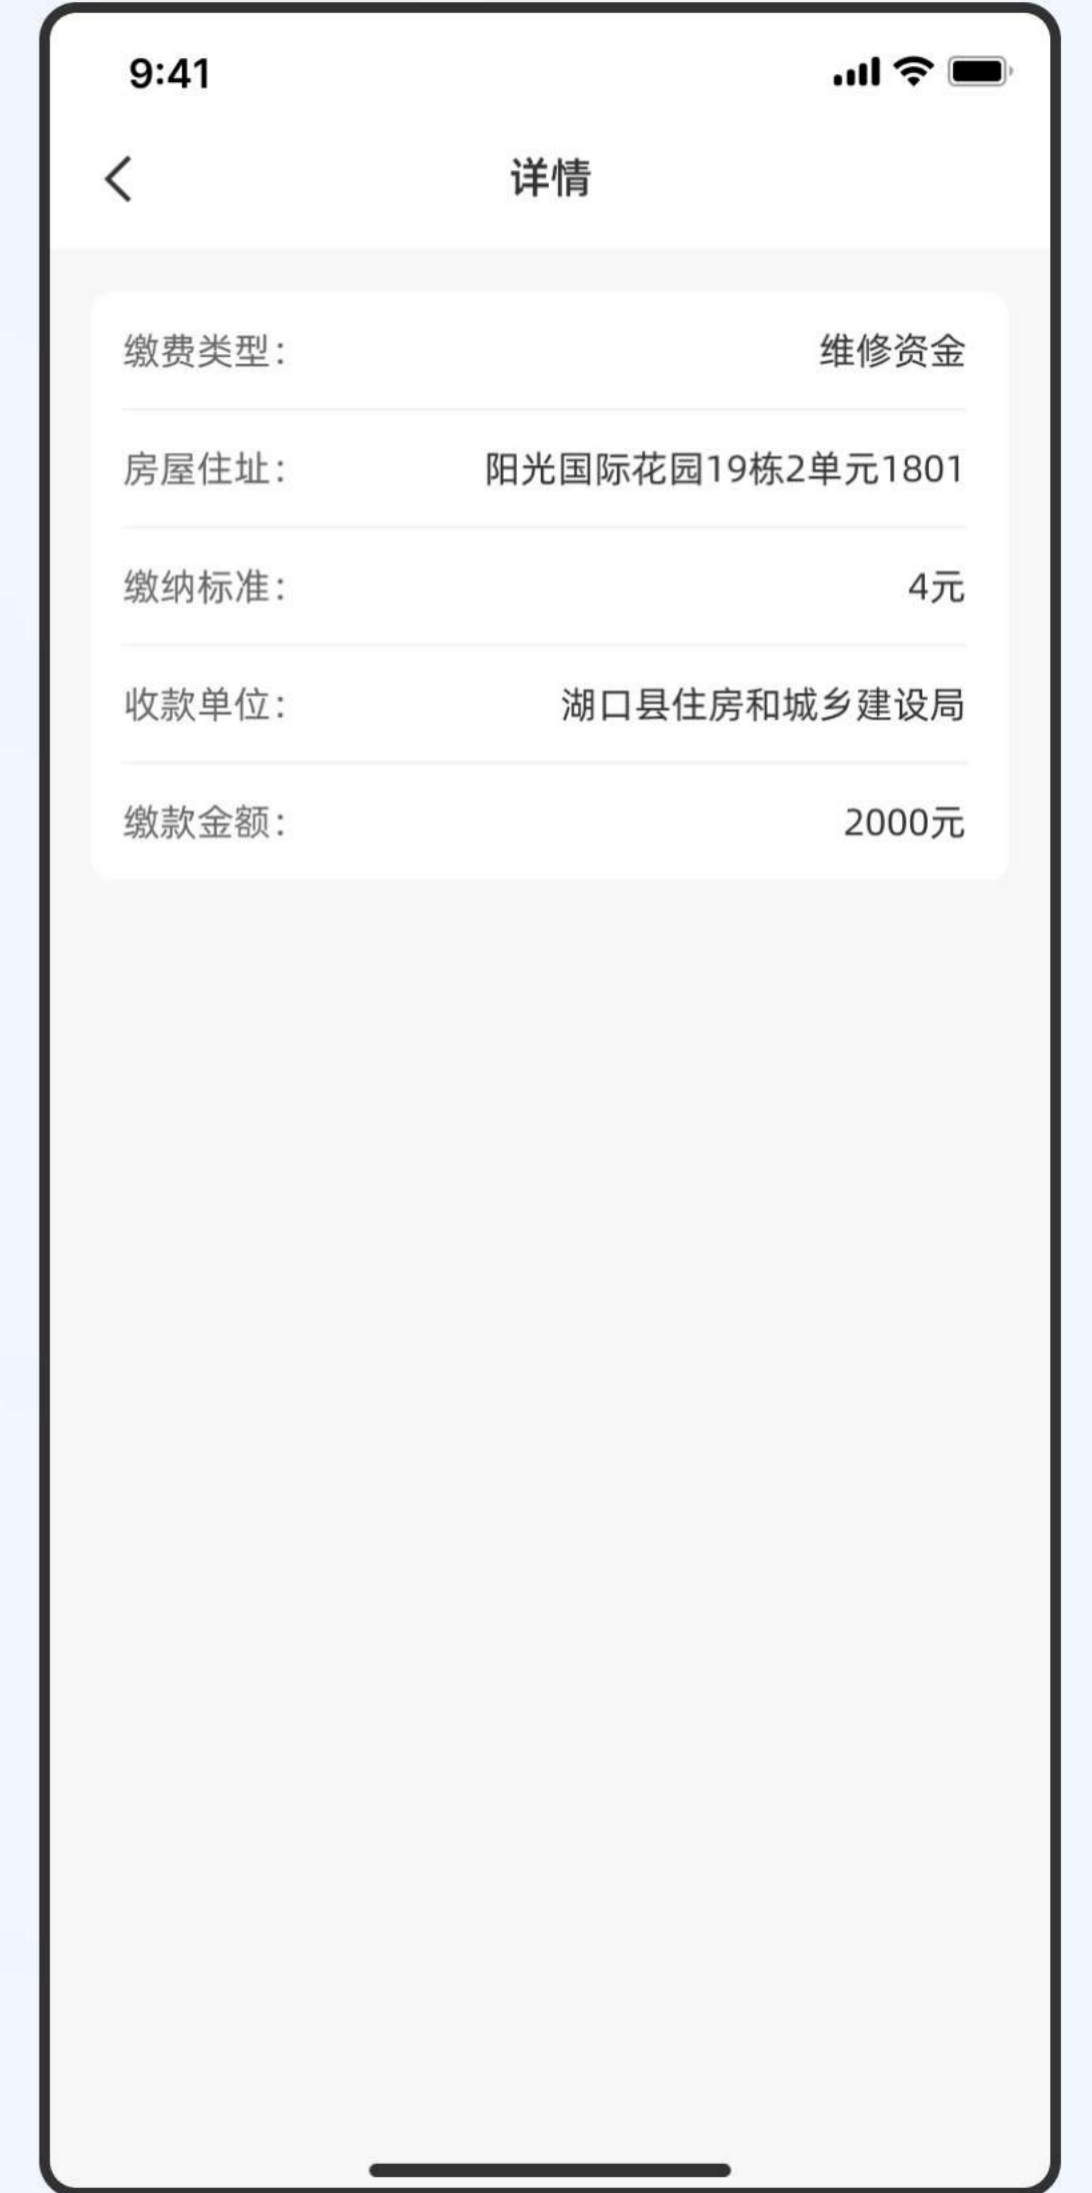 9:41
详情
缴费类型： 维修资金
房屋住址： 阳光国际花园19栋2单元1801
缴纳标准： 4元
收款单位： 湖口县住房和城乡建设局
缴款金额： 2000元